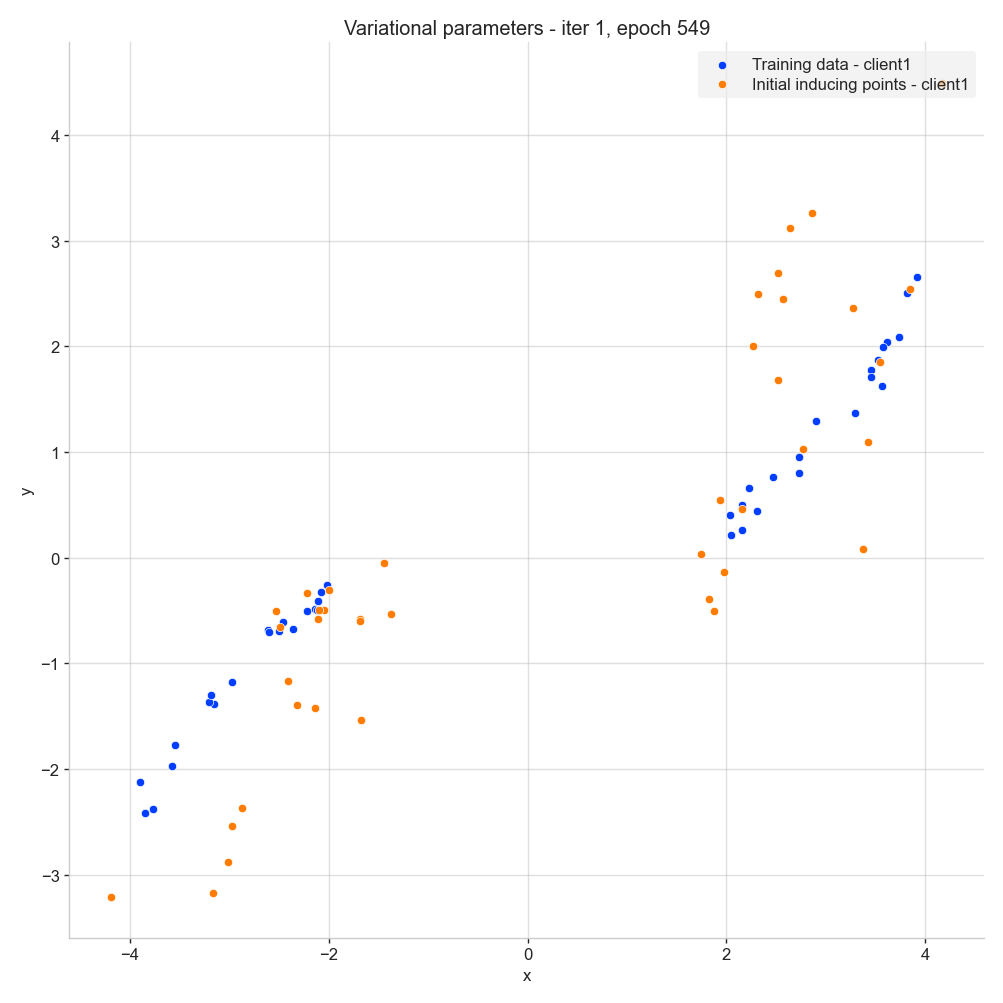 Variational parameters - iter 1, epoch 549
Training data - client1
Initial inducing points - client1
4
3
2
1
0
−1
−2
−3
y
−4
−2
0
2
4
x